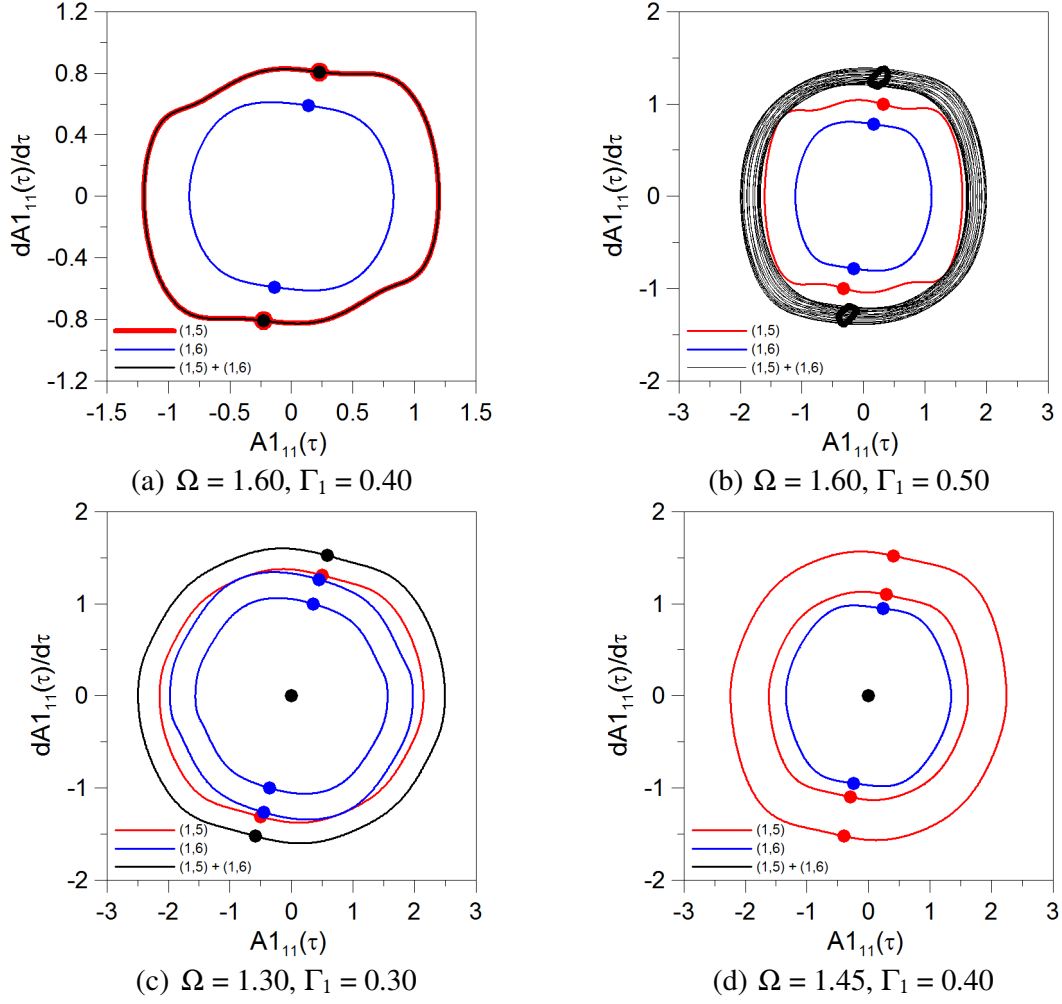 1.2
0.8
0.4
0
-0.4
-0.8
-1.2
dA1₁₁(τ)/dτ
-1.5 -1 -0.5 0 0.5 1 1.5
A1₁₁(τ)
(1,5)
(1,6)
(1,5) + (1,6)
(a) Ω = 1.60, Γ₁ = 0.40
2
1
0
-1
-2
dA1₁₁(τ)/dτ
-3 -2 -1 0 1 2 3
A1₁₁(τ)
(1,5)
(1,6)
(1,5) + (1,6)
(b) Ω = 1.60, Γ₁ = 0.50
2
1
0
-1
-2
dA1₁₁(τ)/dτ
-3 -2 -1 0 1 2 3
A1₁₁(τ)
(1,5)
(1,6)
(1,5) + (1,6)
(c) Ω = 1.30, Γ₁ = 0.30
2
1
0
-1
-2
dA1₁₁(τ)/dτ
-3 -2 -1 0 1 2 3
A1₁₁(τ)
(1,5)
(1,6)
(1,5) + (1,6)
(d) Ω = 1.45, Γ₁ = 0.40